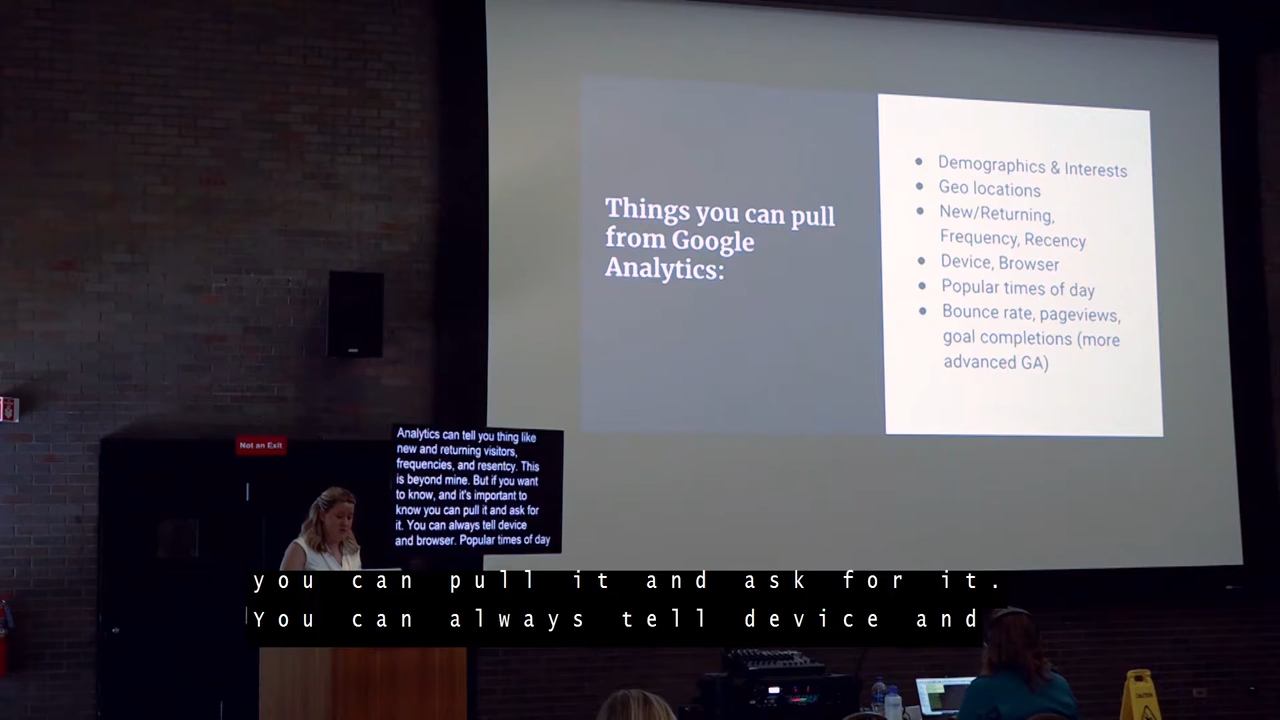 Things you can pull
from Google
Analytics:
● Demographics & Interests
● Geo locations
● New/Returning,
Frequency, Recency
● Device, Browser
● Popular times of day
● Bounce rate, pageviews,
goal completions (more
advanced GA)
Not an Exit
Analytics can tell you thing like
new and returning visitors,
frequencies, and resentcy. This
is beyond mine. But if you want
to know, and it's important to
know you can pull it and ask for
it. You can always tell device
and browser. Popular times of day
you can pull it and ask for it.
You can always tell device and
CAUTION